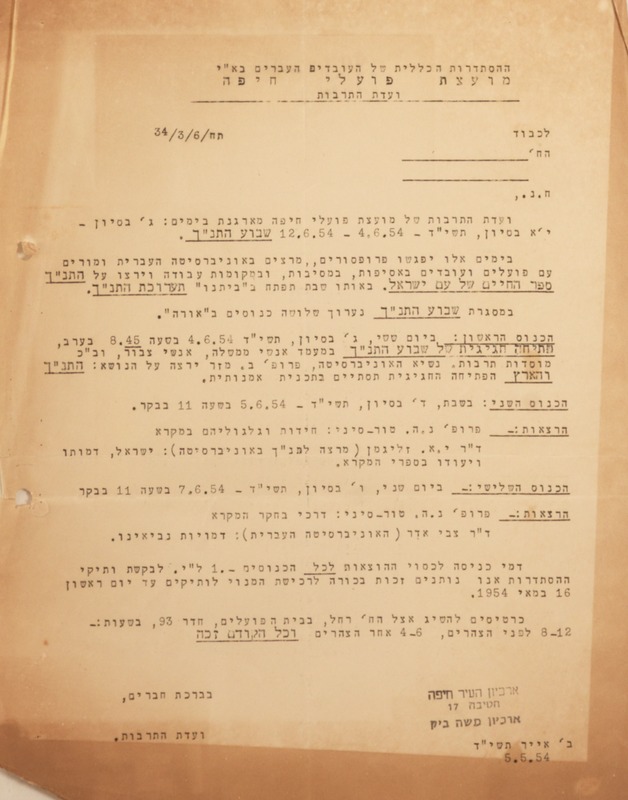 ההסתדרות הכללית של העובדים העברים בא"י
מועצת פועלי חיפה
ועדת התרבות
תח/3/6/34
לכבוד
הח'
ח.נ.,
ועדת התרבות של מועצת פועלי חיפה מארגנת בימים: ג' בסיון -
י"א בסיון, תשי"ד - 4.6.54 - 12.6.54 שבוע התנ"ך .
בימים אלו יפגשו פרופסורים,, מרצים באוניברסיטה העברית ומורים
עם פועלים ועובדים באסיפות, במסיבות, ובמקומות עבודה וירצו על התנ"ך
ספר החיים של עם ישראל. באותו שבת תפתח ב"ביתנו" תערוכת התנ"ך.
במסגרת שבוע התנ"ך נערוך שלושה כנוסים ב"אורה".
הכנוס הראשון: ביום ששי, ג' בסיון, תשי"ד 4.6.54 בשעה 8.45 בערב,
פתיחה חגיגית של שבוע התנ"ך במעמד אנשי ממשלה, אנשי צבור, וב"כ
מוסדות תרבות. נשיא האוניברסיטה, פרופ' ב. מזר ירצה על הנושא: התנ"ך
והארץ הפתיחה החגיגית תסתיים בתכנית אמנותית.
הכנוס השני: בשבת, ד' בסיון, תשי"ד - 5.6.54 בשעה 11 בבקר.
הרצאות:- פרופ' נ.ה. טור-סיני: חידות וגלגוליהם במקרא
ד"ר י.א. זליגמן (מרצה לתנ"ך באוניברסיטה): ישראל, דמותו
ויעודו בספרי המקרא.
הכנוס השלישי:- ביום שני, ו' בסיון, תשי"ד - 7.6.54 בשעה 11 בבקר
הרצאות:- פרופ' נ.ה. טור-סיני: דרכי בחקר המקרא
ד"ר צבי אדר (האוניברסיטה העברית): דמויות נביאינו.
דמי כניסה לכסוי ההוצאות לכל הכנוסים -.1 ל"י. לבקשת ותיקי
ההסתדרות אנו נותנים זכות בכורה לרכישת המנוי לותיקים עד יום ראשון
16 במאי 1954.
כרטיסים להשיג אצל הח' רחל, בבית הפועלים, חדר 93, בשעות:-
8-12 לפני הצהרים, 4-6 אחר הצהרים וכל הקודם זכה
בברכת חברים,
ועדת התרבות.
ארכיון העיר חיפה
חטיבה 17
ארכיון משה ביק
ב' אייר תשי"ד
5.5.54